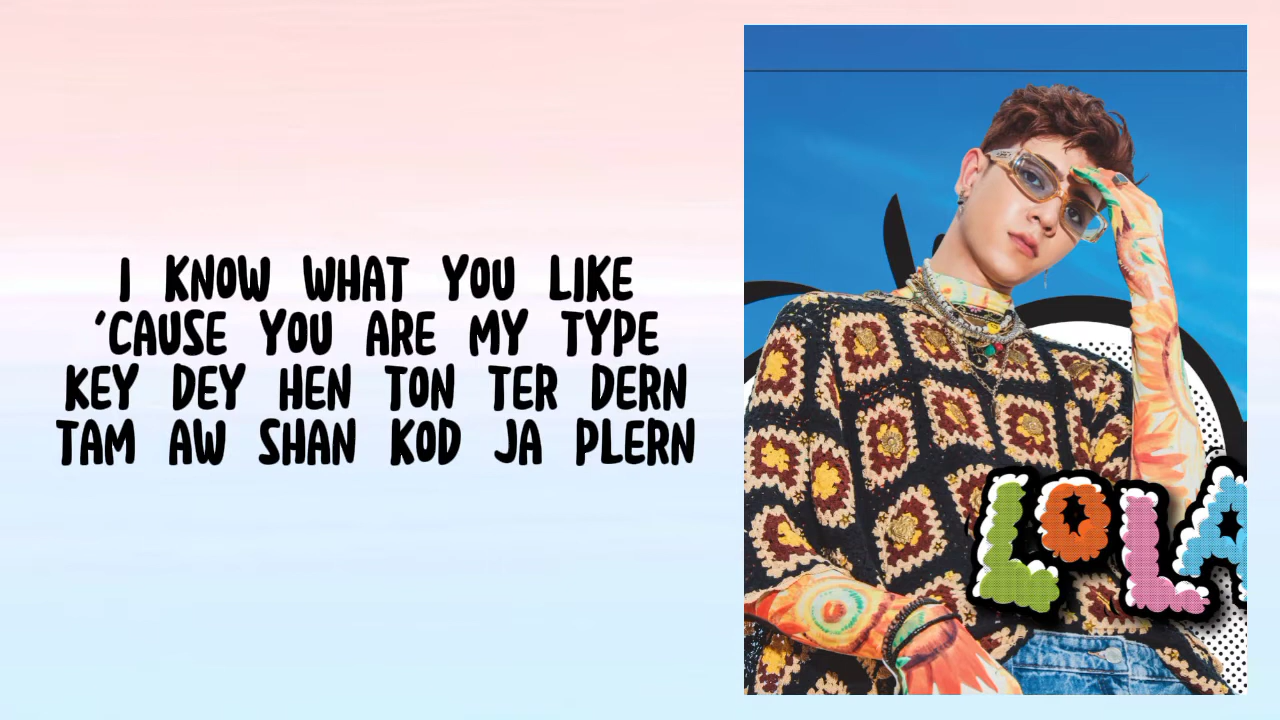 I KNOW WHAT YOU LIKE
'CAUSE YOU ARE MY TYPE
KEY DEY HEN TON TER DERN
TAM AW SHAN KOD JA PLERN
LOLA